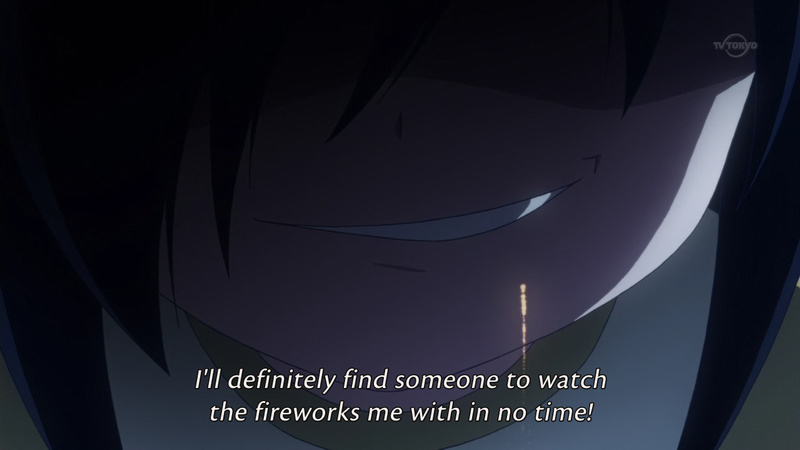 TV TOKYO
I'll definitely find someone to watch
the fireworks me with in no time!